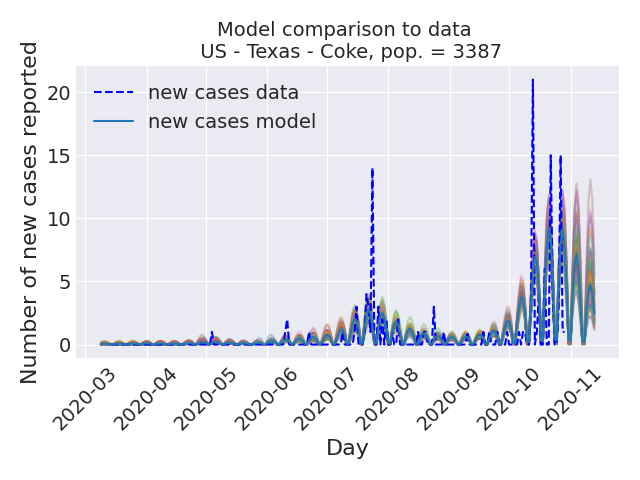 Model comparison to data
US - Texas - Coke, pop. = 3387
Number of new cases reported
20
15
10
5
0
new cases data
new cases model
2020-03
2020-04
2020-05
2020-06
2020-07
2020-08
2020-09
2020-10
2020-11
Day